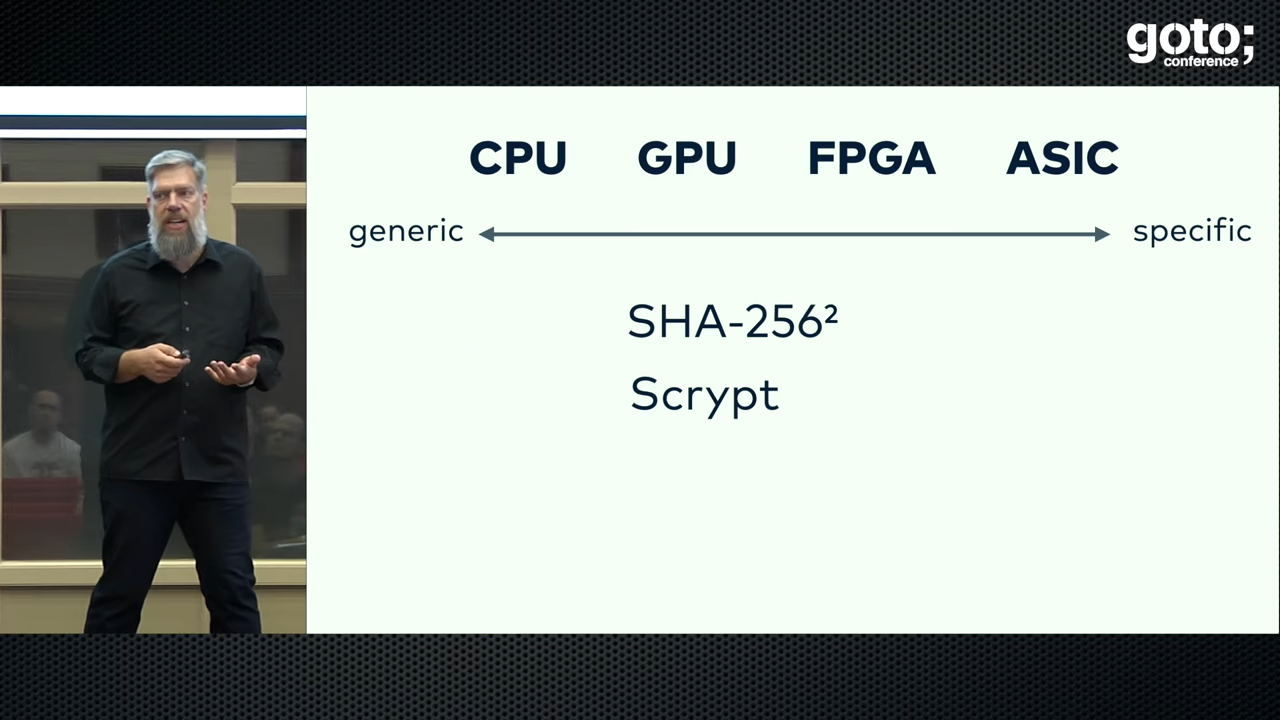 goto;
conference
CPU GPU FPGA ASIC
generic specific
SHA-256²
Scrypt